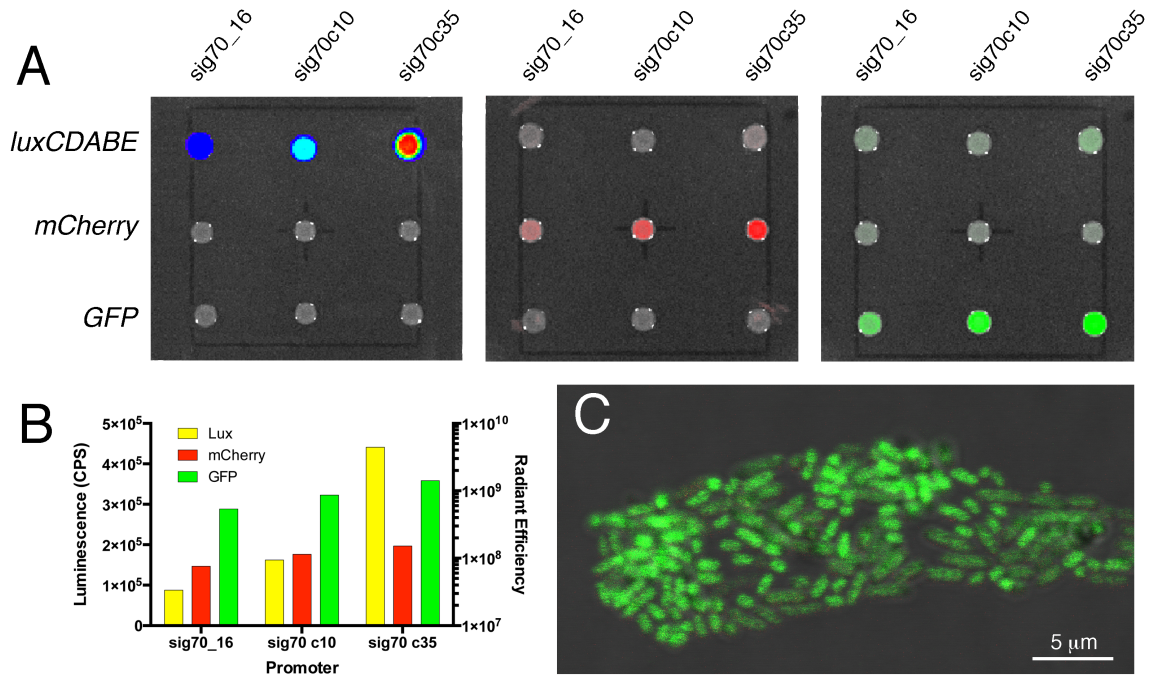 A
sig70_16
sig70c10
sig70c35
sig70_16
sig70c10
sig70c35
sig70_16
sig70c10
sig70c35
luxCDABE
mCherry
GFP
B
Luminescence (CPS)
5×10⁵
4×10⁵
3×10⁵
2×10⁵
1×10⁵
0
Lux
mCherry
GFP
1×10¹⁰
1×10⁹
1×10⁸
1×10⁷
Radiant Efficiency
sig70_16
sig70 c10
sig70 c35
Promoter
C
5 μm